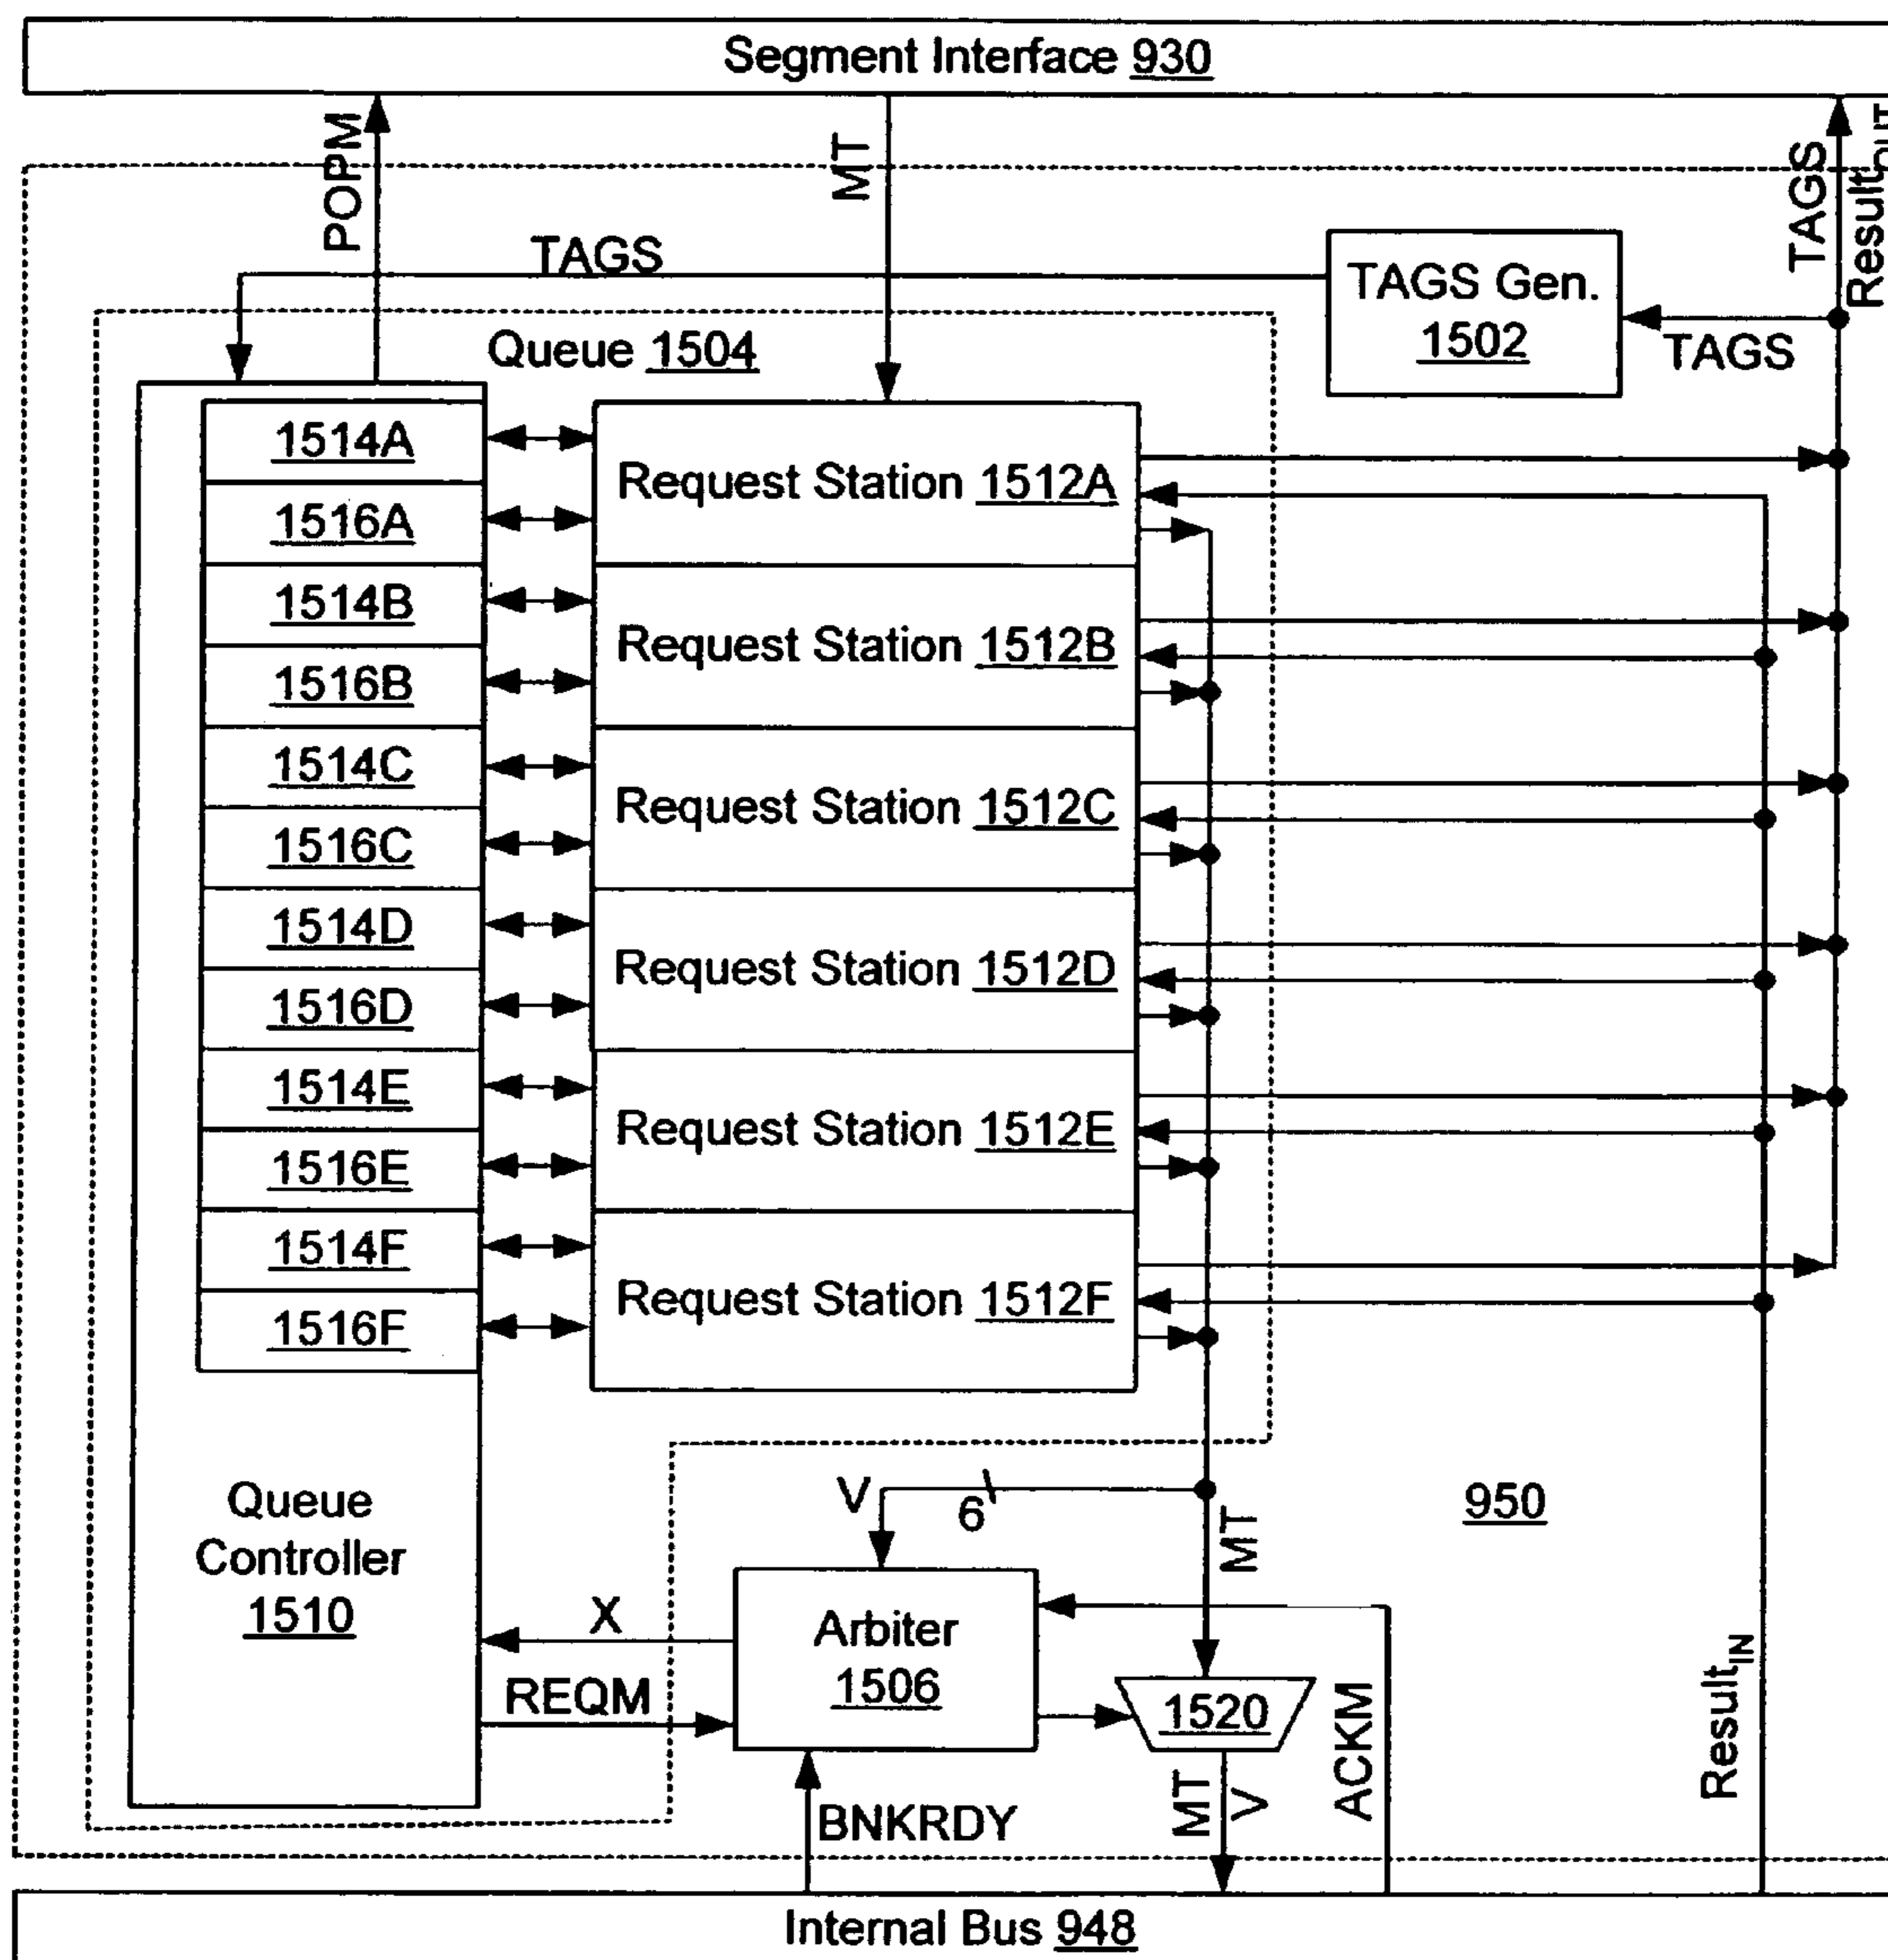 Segment Interface 930
POPM
MT
TAGS
Result OUT
TAGS
TAGS Gen.
1502
TAGS
Queue 1504
1514A
1516A
1514B
1516B
1514C
1516C
1514D
1516D
1514E
1516E
1514F
1516F
Request Station 1512A
Request Station 1512B
Request Station 1512C
Request Station 1512D
Request Station 1512E
Request Station 1512F
Queue
Controller
1510
V
6
MT
950
X
REQM
Arbiter
1506
1520
ACKM
Result IN
BNKRDY
MT
V
Internal Bus 948